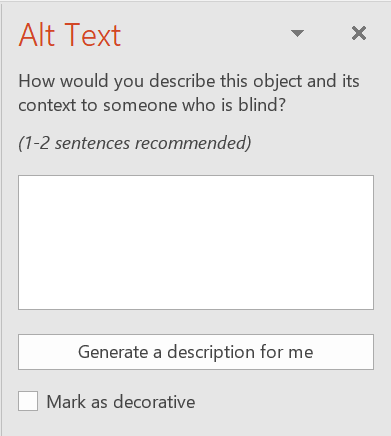 Alt Text
How would you describe this object and its
context to someone who is blind?
(1-2 sentences recommended)
Generate a description for me
Mark as decorative